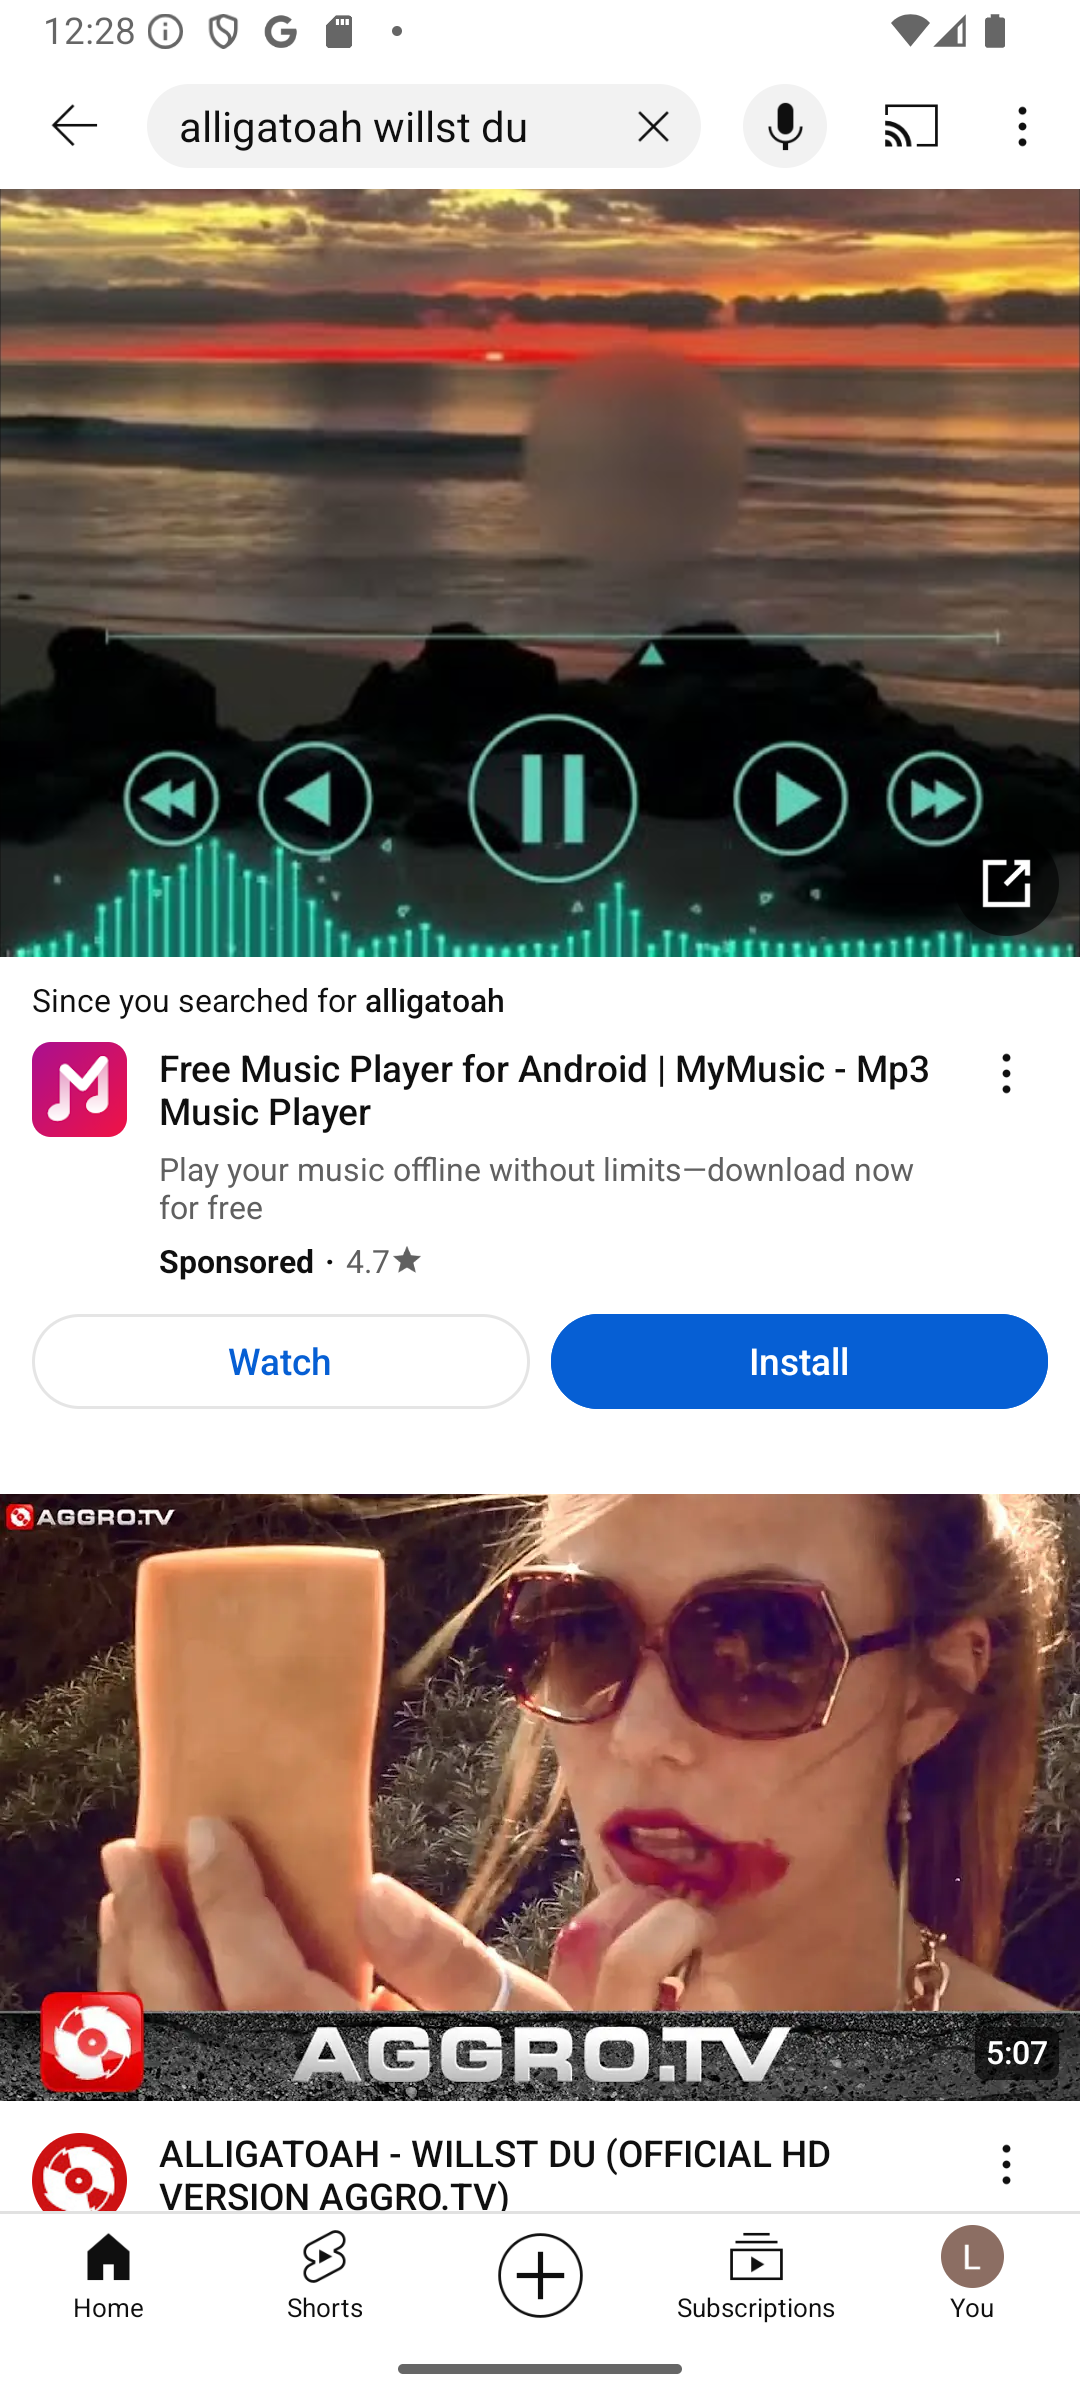 12:28
alligatoah willst du
Since you searched for alligatoah
Free Music Player for Android | MyMusic - Mp3
Music Player
Play your music offline without limits—download now
for free
Sponsored · 4.7★
Watch
Install
AGGRO.TV
AGGRO.TV
5:07
ALLIGATOAH - WILLST DU (OFFICIAL HD
VERSION AGGRO.TV)
Home
Shorts
Subscriptions
L
You